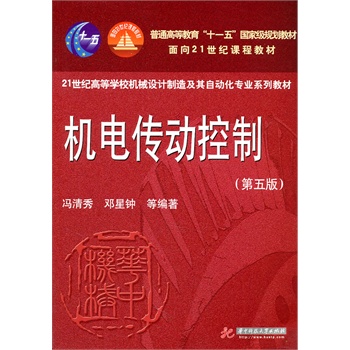 十一五
普通高等教育“十一五”国家级规划教材
面向21世纪课程教材
21世纪高等学校机械设计制造及其自动化专业系列教材
机电传动控制
(第五版)
冯清秀 邓星钟 等编著
华中科技大学出版社